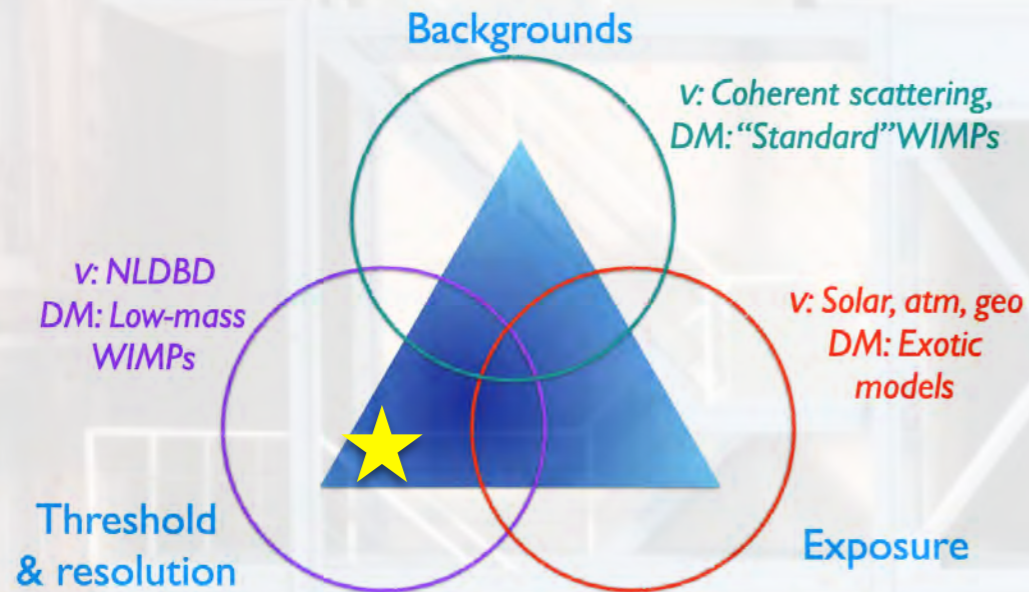 Backgrounds
ν: Coherent scattering,
DM: “Standard” WIMPs
ν: NLDBD
DM: Low-mass
WIMPs
ν: Solar, atm, geo
DM: Exotic
models
Threshold
& resolution
Exposure